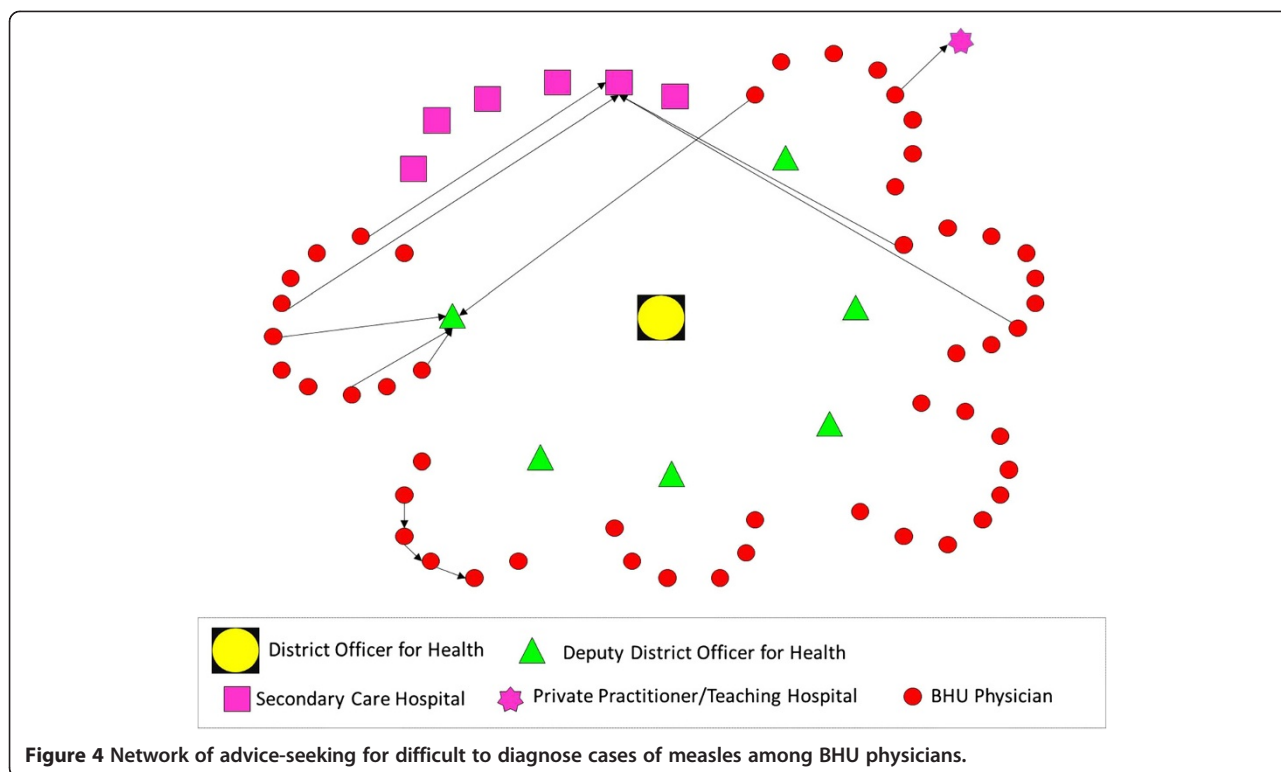 District Officer for Health
Deputy District Officer for Health
Secondary Care Hospital
Private Practitioner/Teaching Hospital
BHU Physician
Figure 4 Network of advice-seeking for difficult to diagnose cases of measles among BHU physicians.